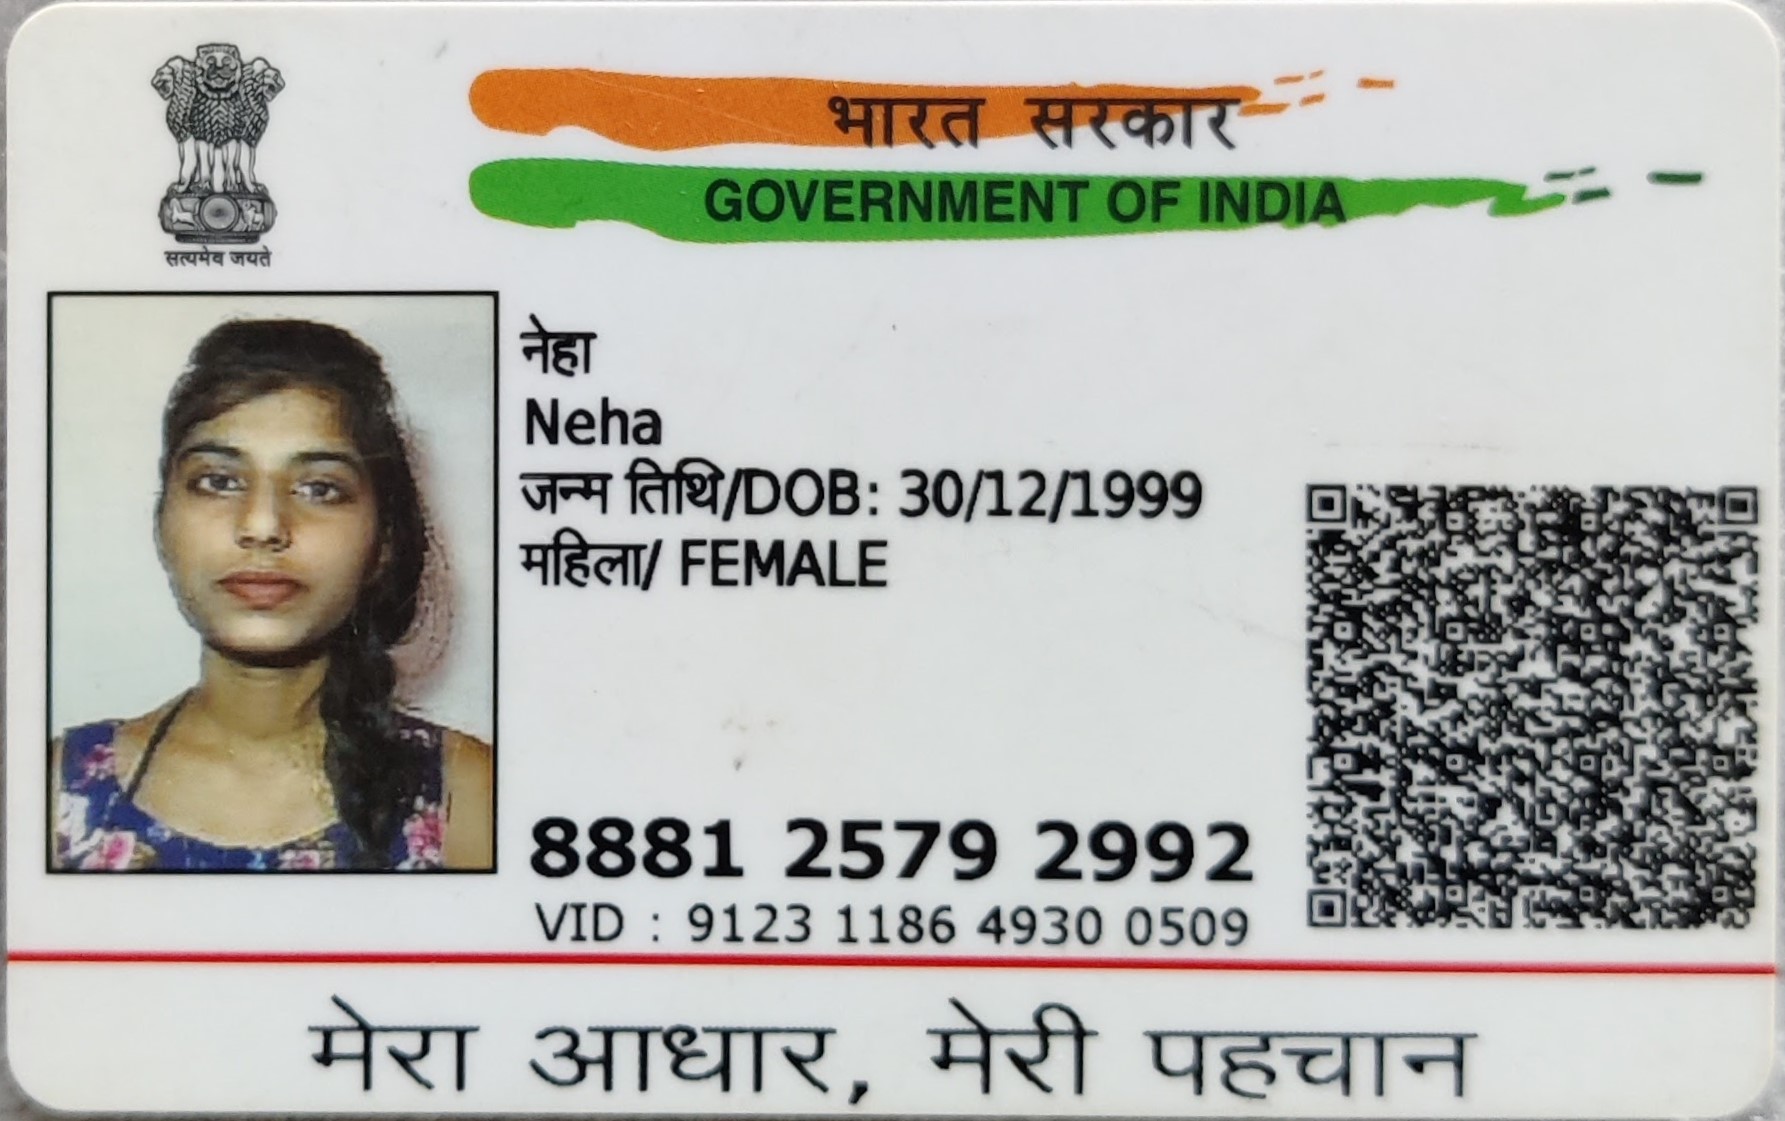 भारत सरकार
GOVERNMENT OF INDIA
सत्यमेव जयते
नेहा
Neha
जन्म तिथि/DOB: 30/12/1999
महिला/ FEMALE
8881 2579 2992
VID : 9123 1186 4930 0509
मेरा आधार, मेरी पहचान